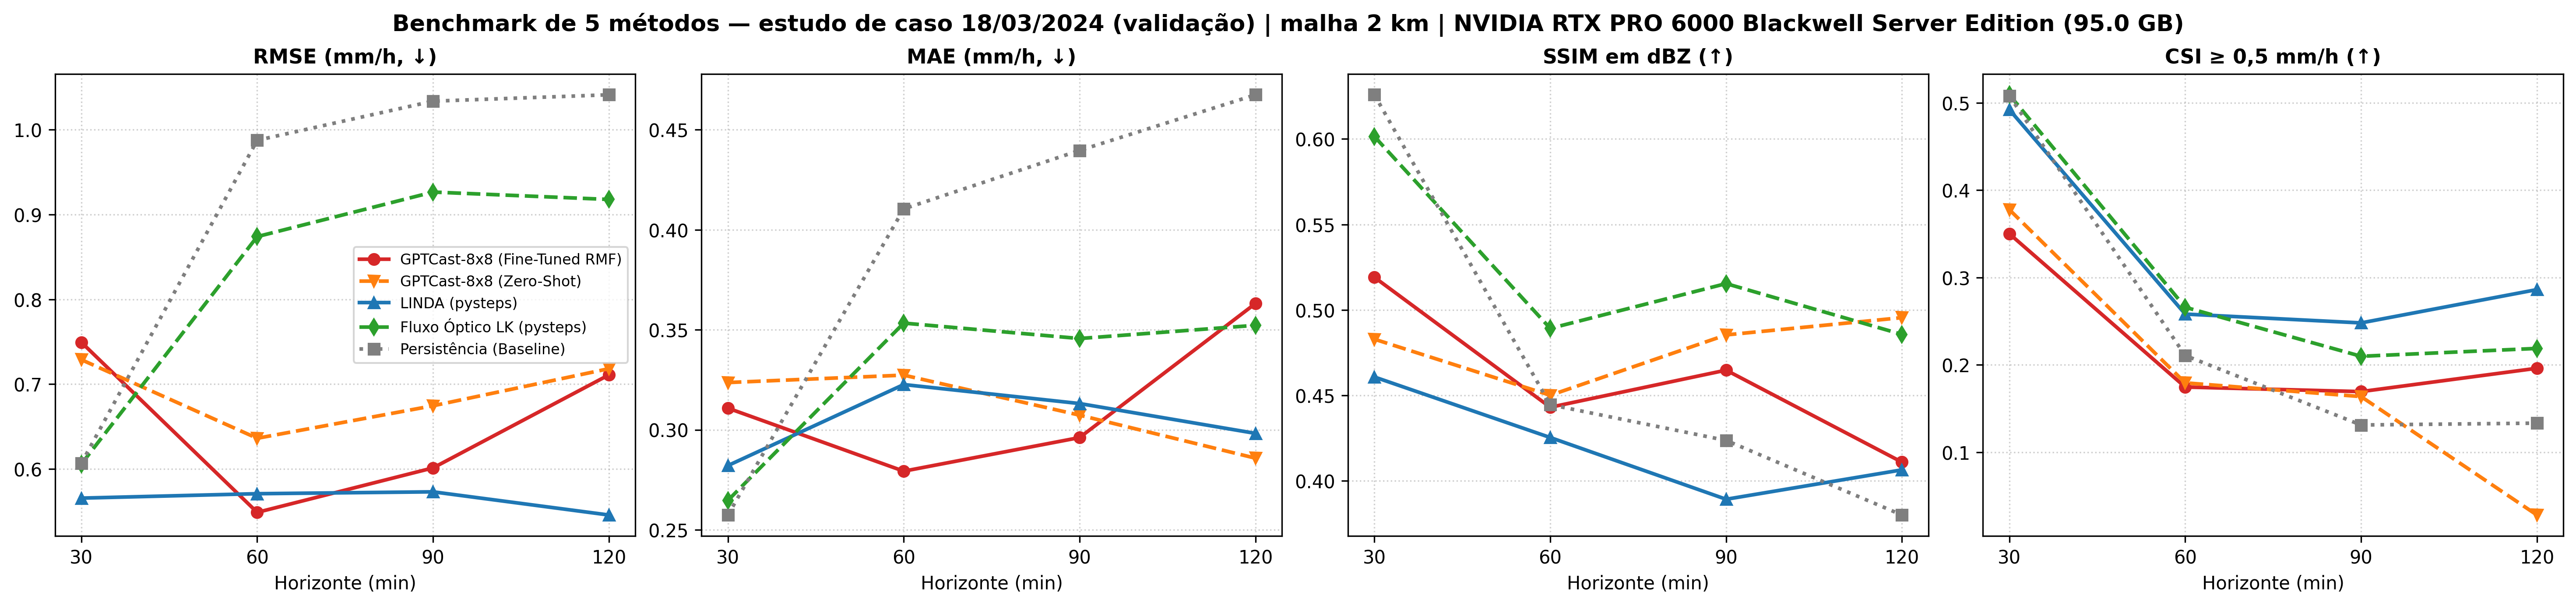 Benchmark de 5 métodos — estudo de caso 18/03/2024 (validação) | malha 2 km | NVIDIA RTX PRO 6000 Blackwell Server Edition (95.0 GB)
RMSE (mm/h, ↓)
1.0
0.9
0.8
0.7
0.6
GPTCast-8x8 (Fine-Tuned RMF)
GPTCast-8x8 (Zero-Shot)
LINDA (pysteps)
Fluxo Óptico LK (pysteps)
Persistência (Baseline)
30 60 90 120
Horizonte (min)
MAE (mm/h, ↓)
0.45
0.40
0.35
0.30
0.25
30 60 90 120
Horizonte (min)
SSIM em dBZ (↑)
0.60
0.55
0.50
0.45
0.40
30 60 90 120
Horizonte (min)
CSI ≥ 0,5 mm/h (↑)
0.5
0.4
0.3
0.2
0.1
30 60 90 120
Horizonte (min)